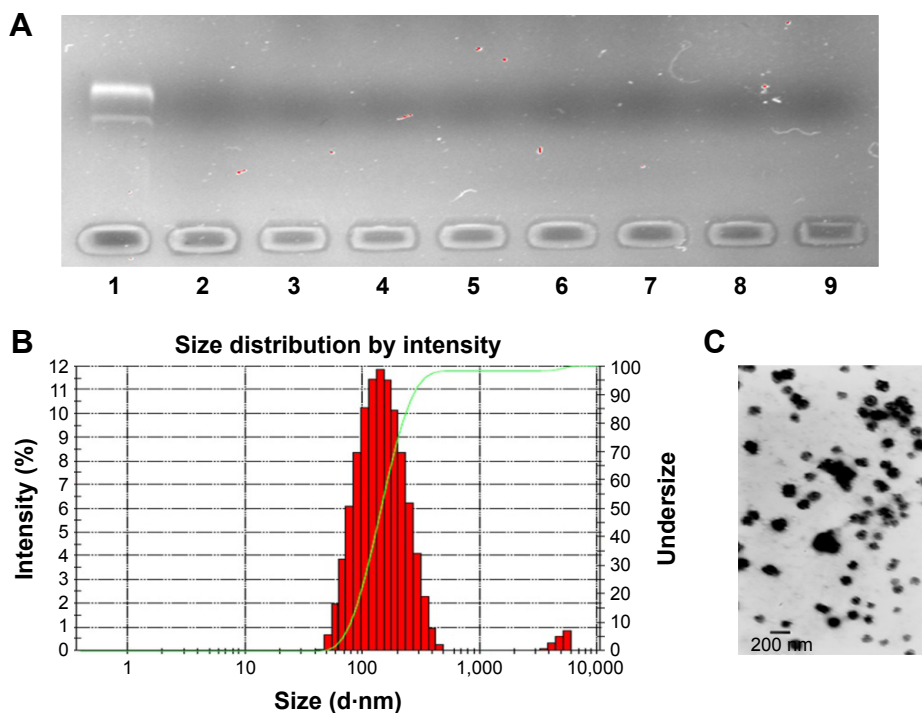 A
1 2 3 4 5 6 7 8 9
B
Size distribution by intensity
12
11
10
9
8
7
6
5
4
3
2
1
0
Intensity (%)
100
90
80
70
60
50
40
30
20
10
0
Undersize
1 10 100 1,000 10,000
Size (d·nm)
C
200 nm